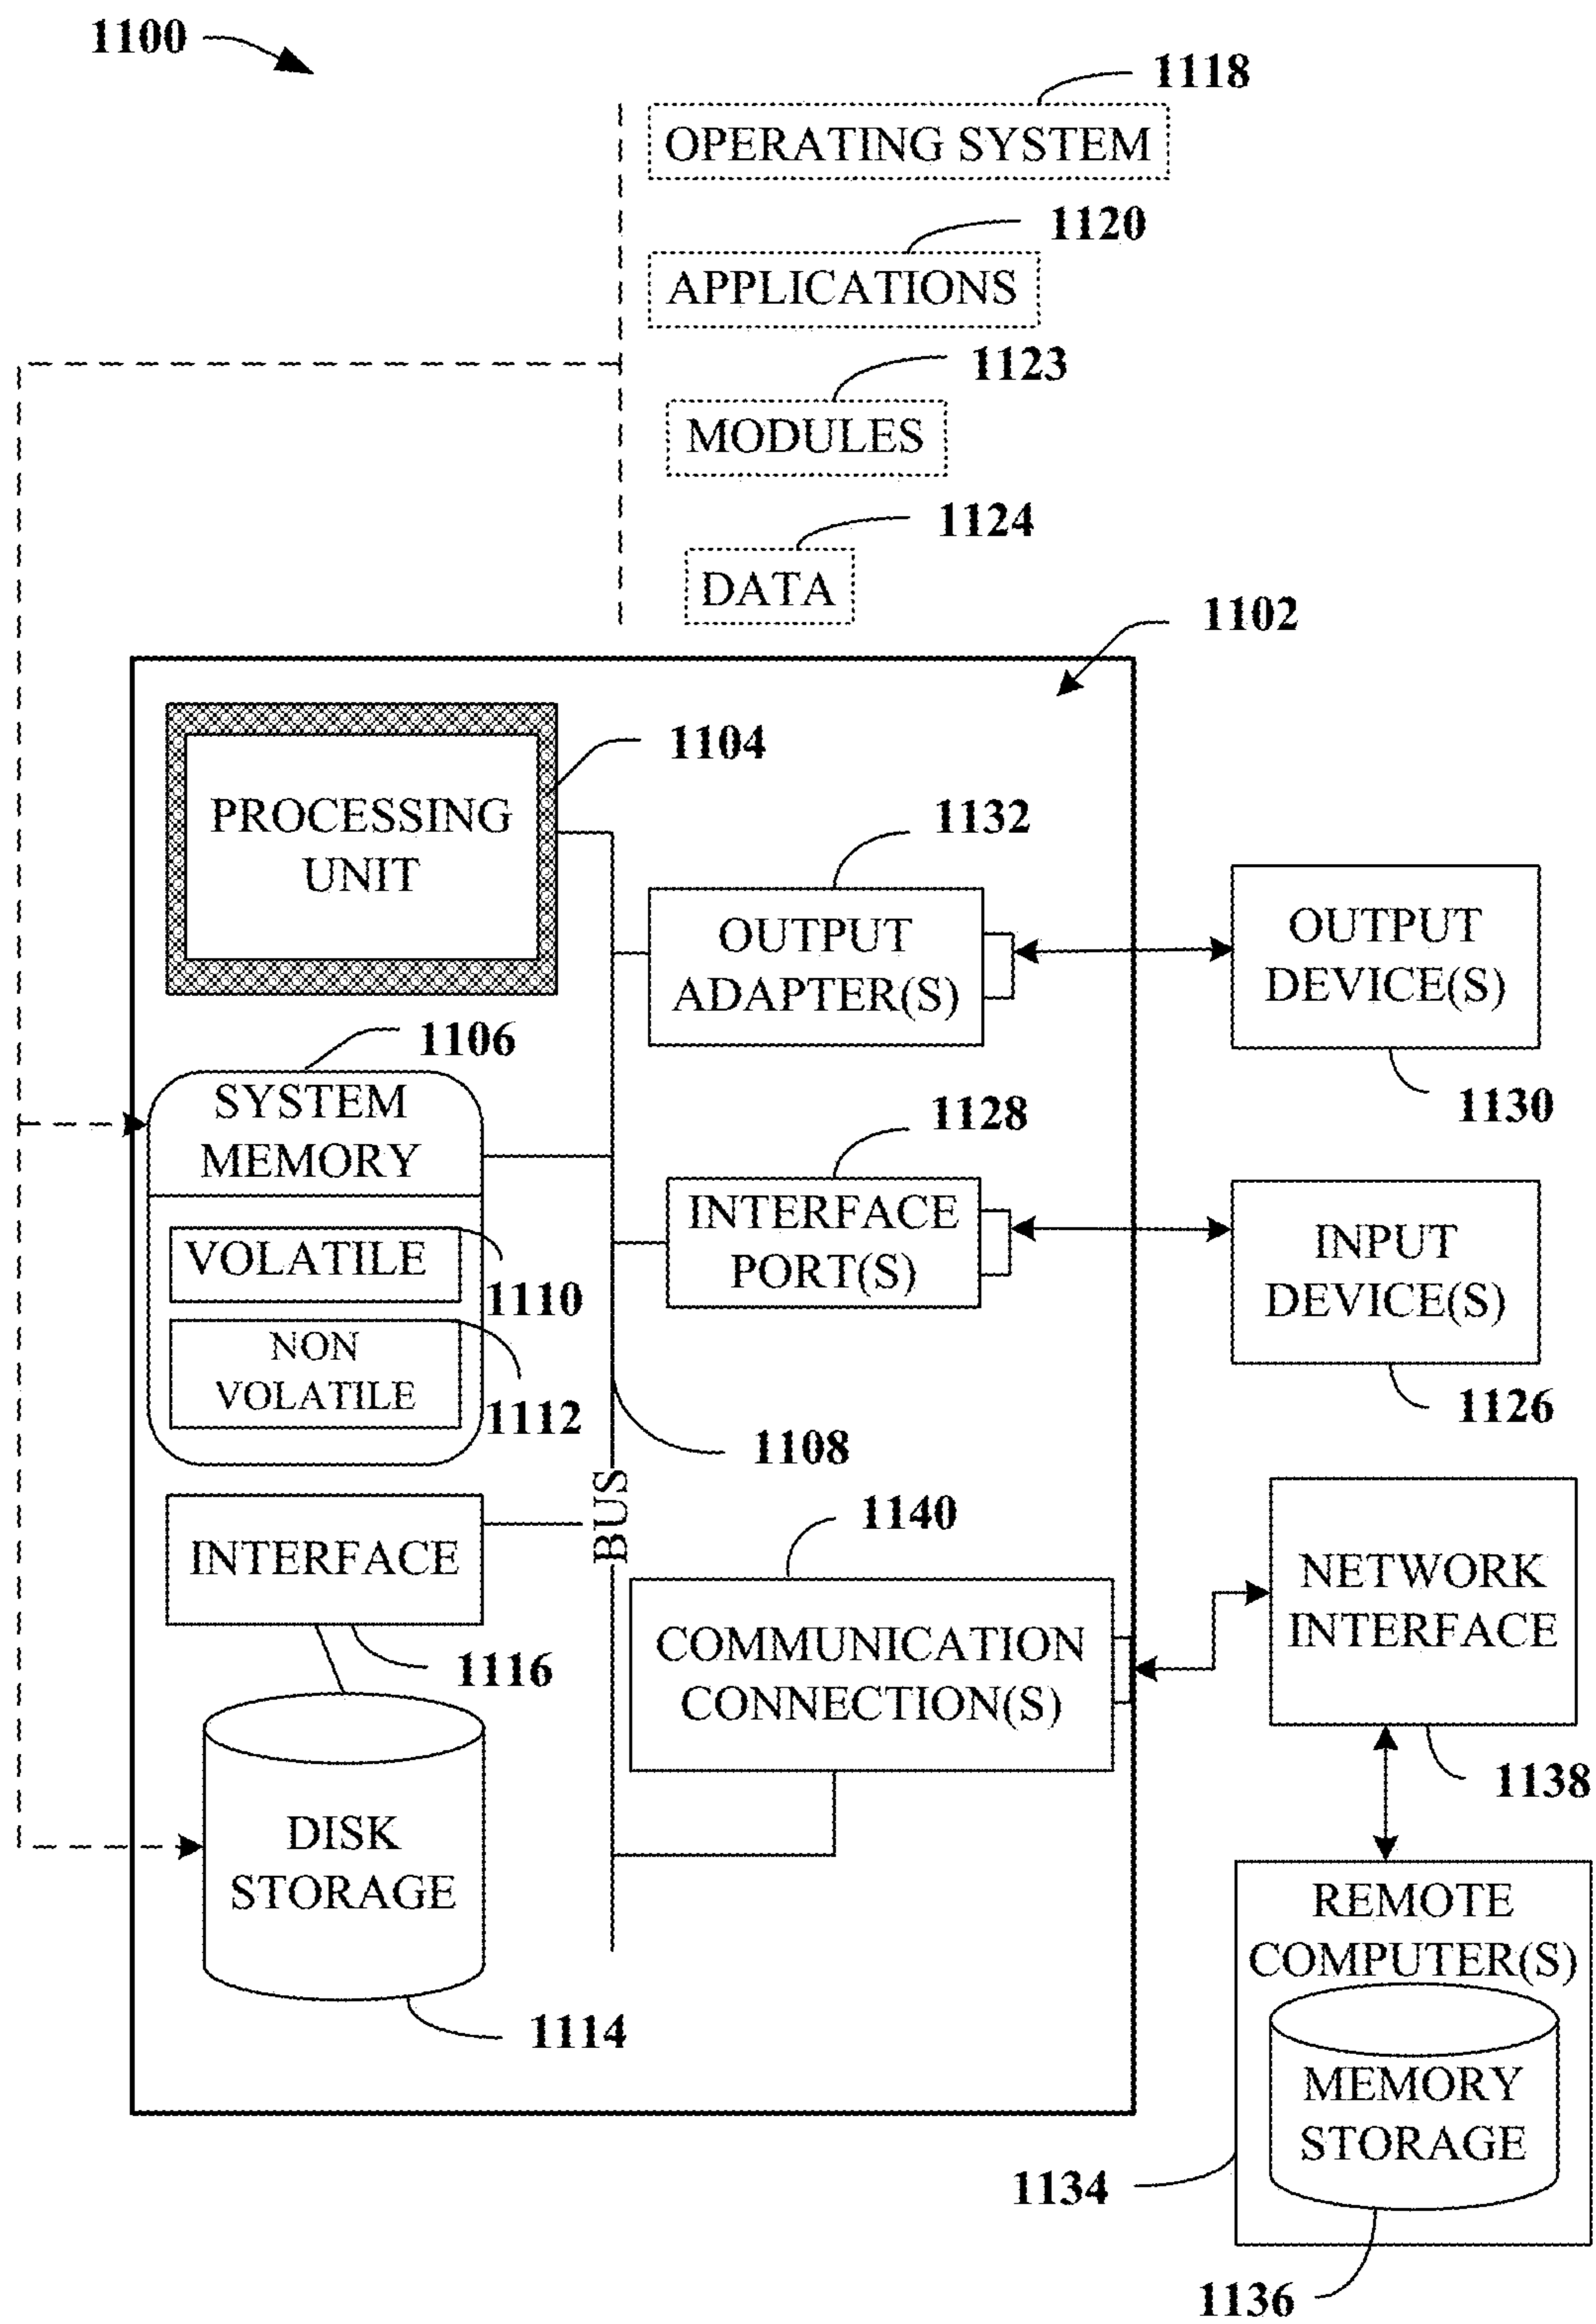 1100
1118
OPERATING SYSTEM
1120
APPLICATIONS
1123
MODULES
1124
DATA
1102
PROCESSING
UNIT
1104
1132
OUTPUT
ADAPTER(S)
OUTPUT
DEVICE(S)
1130
1106
SYSTEM
MEMORY
VOLATILE
1110
NON
VOLATILE
1112
1128
INTERFACE
PORT(S)
INPUT
DEVICE(S)
1126
1108
BUS
INTERFACE
1116
1140
COMMUNICATION
CONNECTION(S)
NETWORK
INTERFACE
1138
DISK
STORAGE
1114
REMOTE
COMPUTER(S)
MEMORY
STORAGE
1134
1136